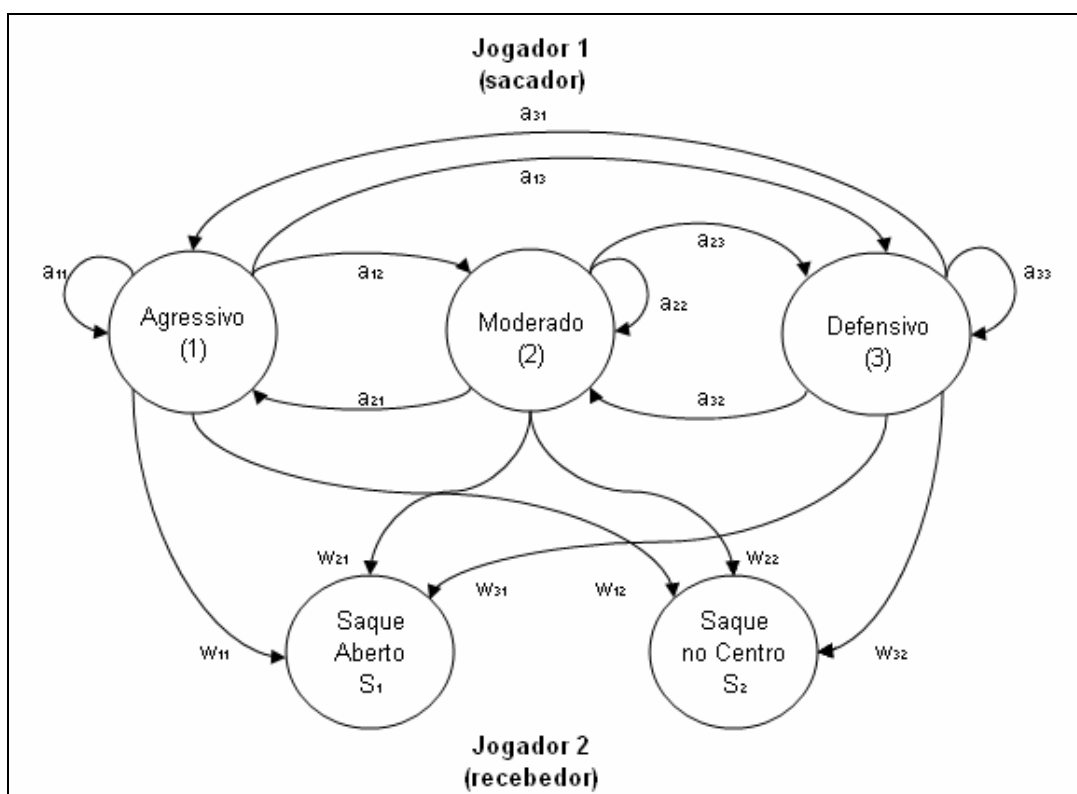 Jogador 1
(sacador)
a₃₁
a₁₃
a₁₁
a₁₂
a₂₃
a₂₂
a₃₃
Agressivo
(1)
Moderado
(2)
Defensivo
(3)
a₂₁
a₃₂
w₂₁
w₃₁
w₁₂
w₂₂
w₁₁
w₃₂
Saque
Aberto
S₁
Saque
no Centro
S₂
Jogador 2
(recebedor)